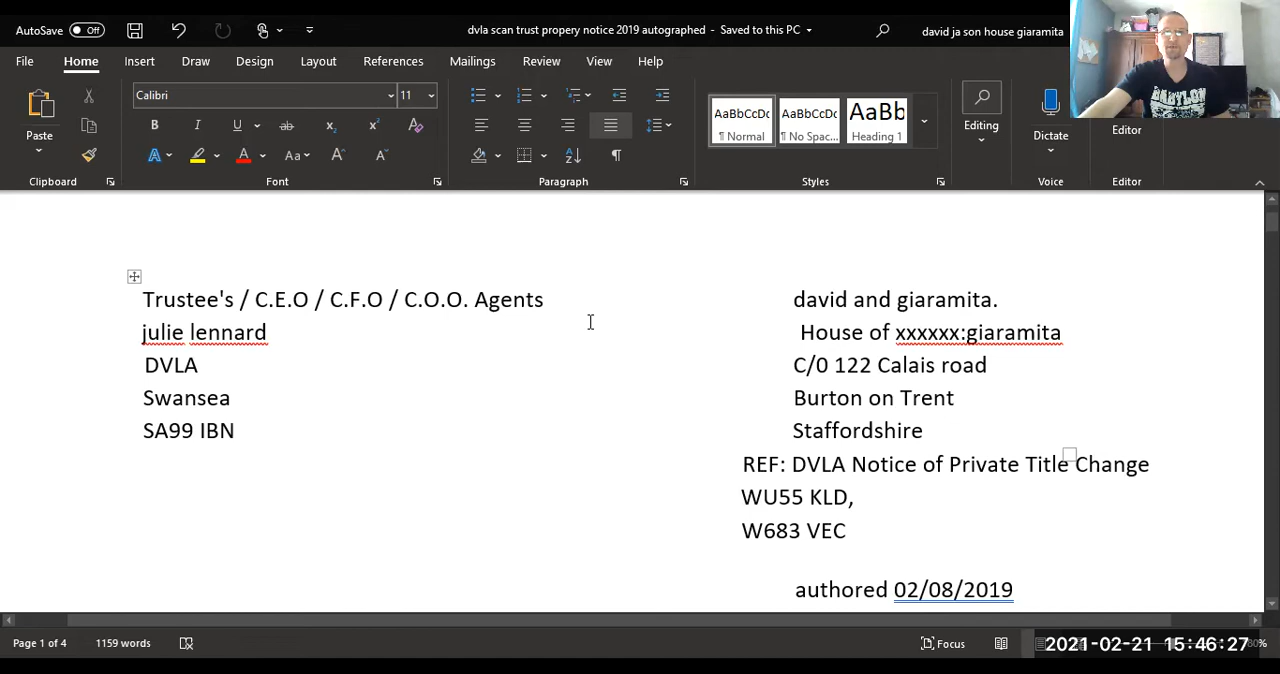 AutoSave Off
dvla scan trust propery notice 2019 autographed - Saved to this PC
david ja son house giaramita
File Home Insert Draw Design Layout References Mailings Review View Help
Calibri 11
Paste
Clipboard
B I U ab x₂ x² A
A A Aa A A
Font
Paragraph
AaBbCcDc AaBbCcDc AaBb
¶ Normal ¶ No Spac... Heading 1
Styles
Editing
Dictate
Voice
Editor
Editor
BABYLON
Trustee's / C.E.O / C.F.O / C.O.O. Agents
julie lennard
DVLA
Swansea
SA99 IBN
david and giaramita.
House of xxxxxx:giaramita
C/0 122 Calais road
Burton on Trent
Staffordshire
REF: DVLA Notice of Private Title Change
WU55 KLD,
W683 VEC
authored 02/08/2019
Page 1 of 4 1159 words
Focus
2021-02-21 15:46:27